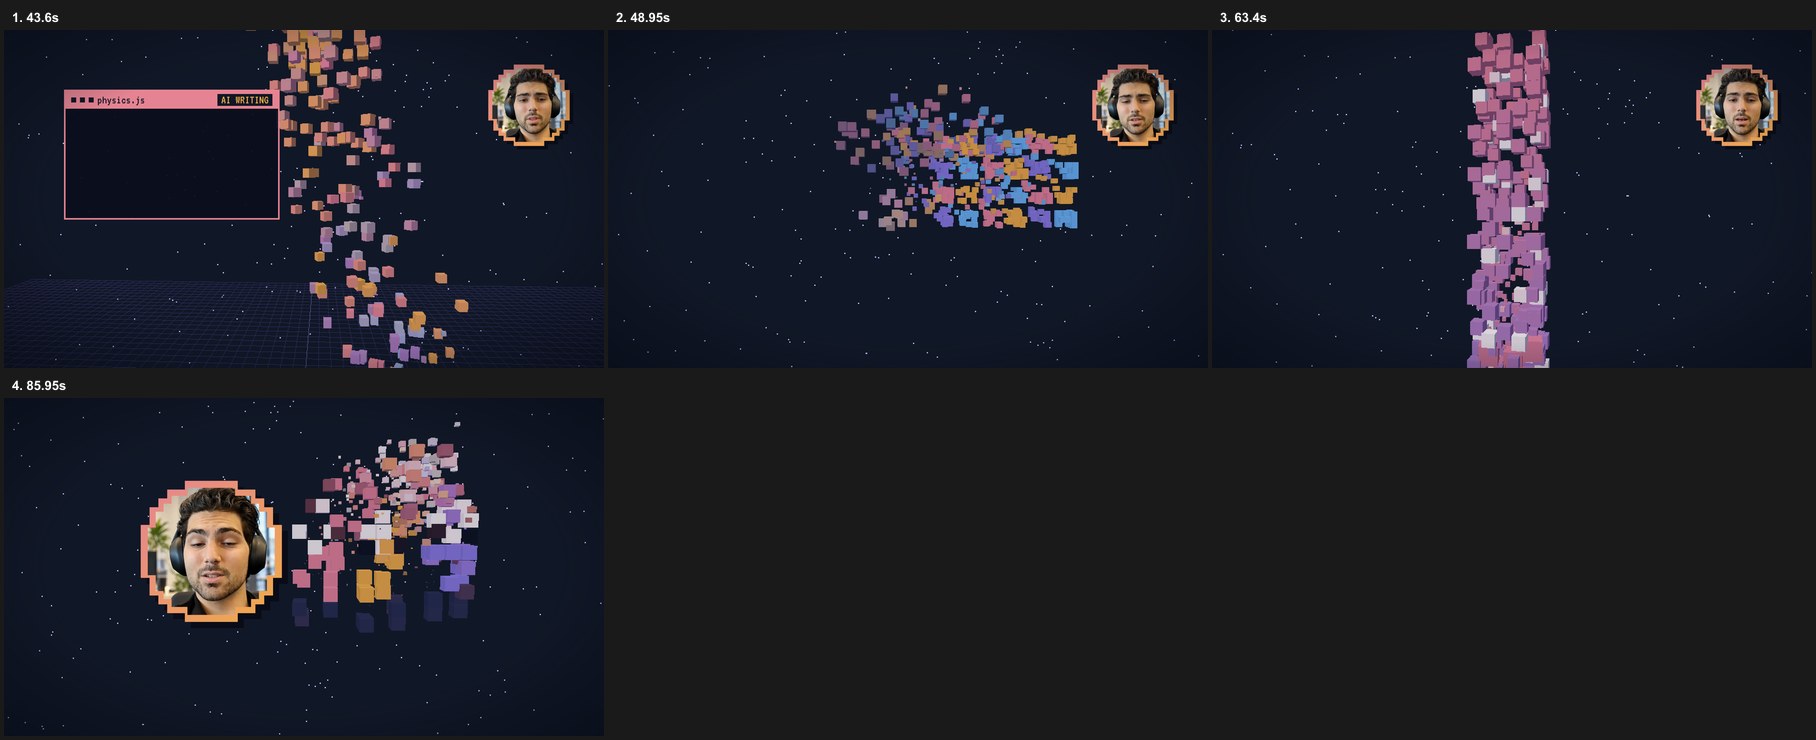 1. 43.6s
2. 48.95s
3. 63.4s
physics.js
AI WRITING
4. 85.95s